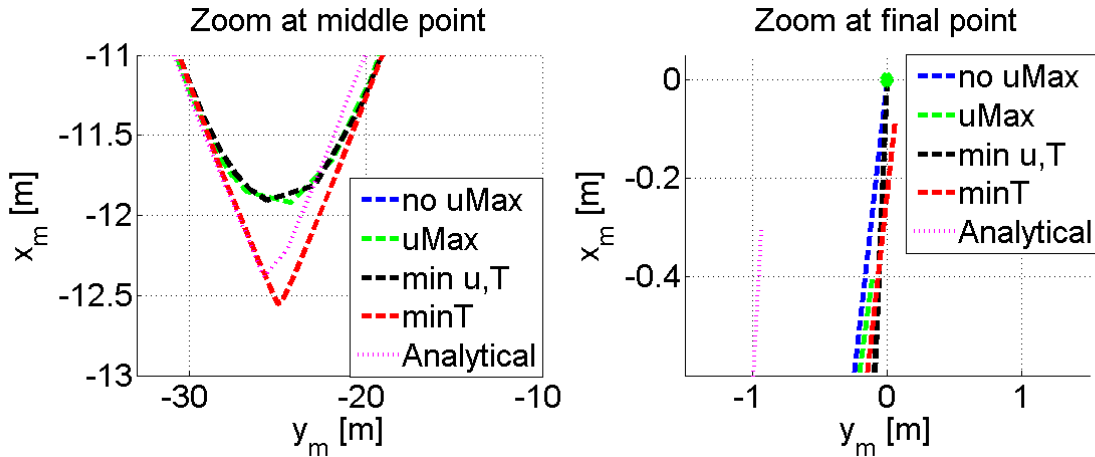 Zoom at middle point
-11
-11.5
-12
-12.5
-13
x_m [m]
-30
-20
-10
y_m [m]
no uMax
uMax
min u,T
minT
Analytical
Zoom at final point
0
-0.2
-0.4
x_m [m]
-1
0
1
y_m [m]
no uMax
uMax
min u,T
minT
Analytical